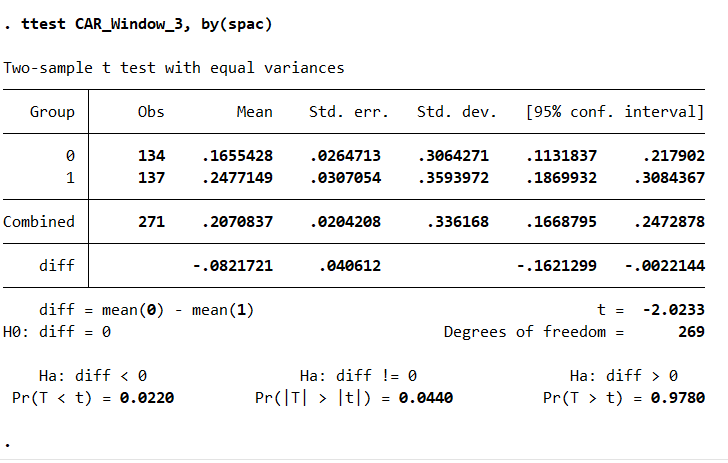 . ttest CAR_Window_3, by(spac)
Two-sample t test with equal variances
Group Obs Mean Std. err. Std. dev. [95% conf. interval]
0 134 .1655428 .0264713 .3064271 .1131837 .217902
1 137 .2477149 .0307054 .3593972 .1869932 .3084367
Combined 271 .2070837 .0204208 .336168 .1668795 .2472878
diff -.0821721 .040612 -.1621299 -.0022144
diff = mean(0) - mean(1) t = -2.0233
H0: diff = 0 Degrees of freedom = 269
Ha: diff < 0 Ha: diff != 0 Ha: diff > 0
Pr(T < t) = 0.0220 Pr(|T| > |t|) = 0.0440 Pr(T > t) = 0.9780
.